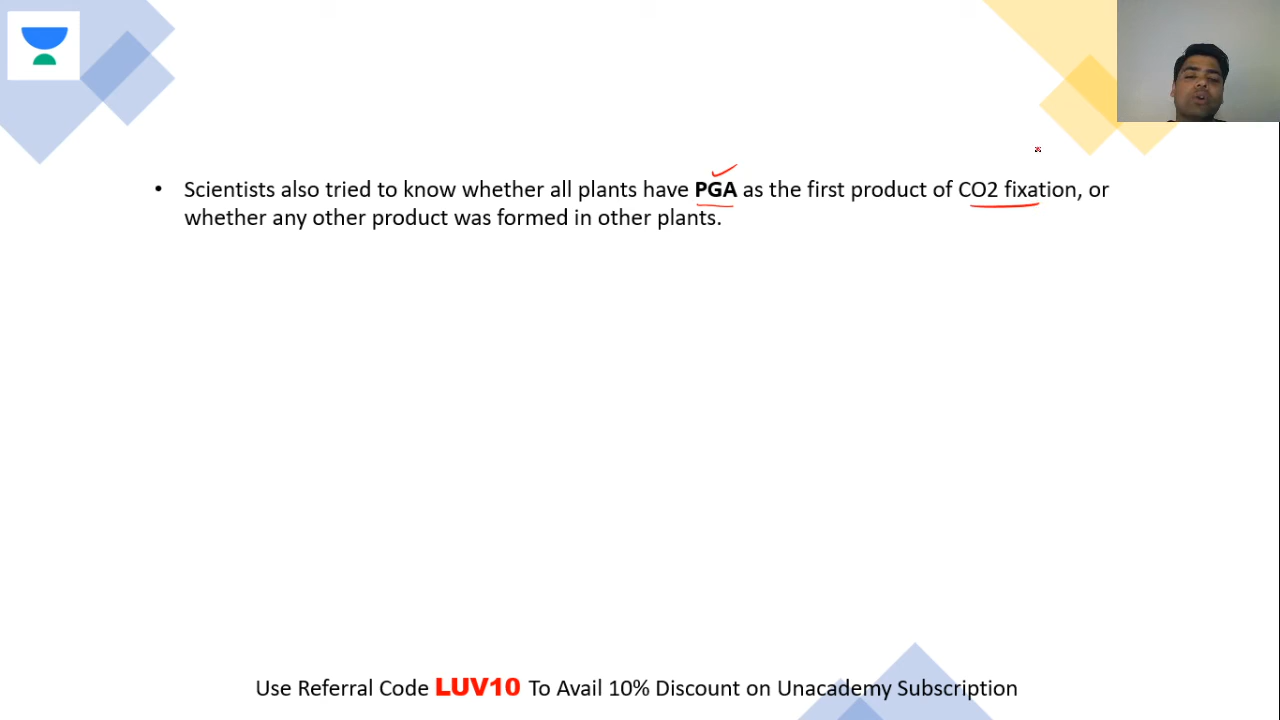 • Scientists also tried to know whether all plants have PGA as the first product of CO2 fixation, or
whether any other product was formed in other plants.
Use Referral Code LUV10 To Avail 10% Discount on Unacademy Subscription